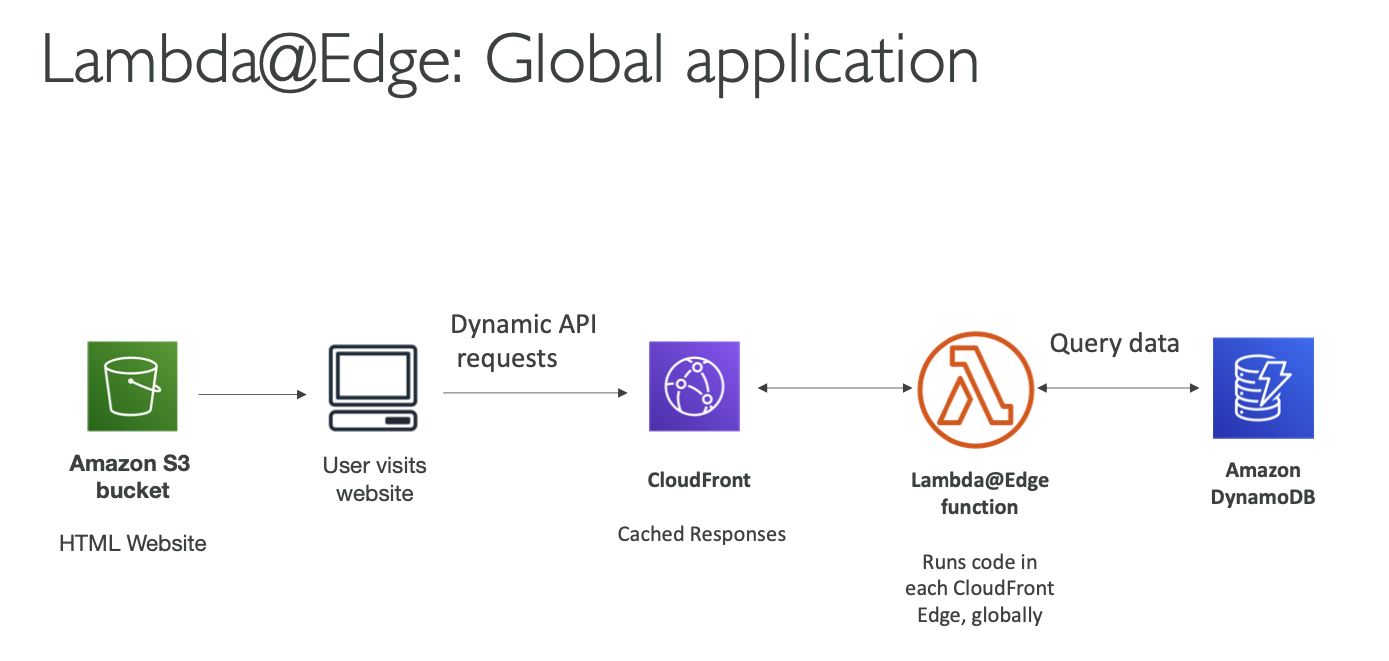 Lambda@Edge: Global application
Dynamic API
requests
Query data
Amazon S3
bucket
HTML Website
User visits
website
CloudFront
Cached Responses
Lambda@Edge
function
Runs code in
each CloudFront
Edge, globally
Amazon
DynamoDB